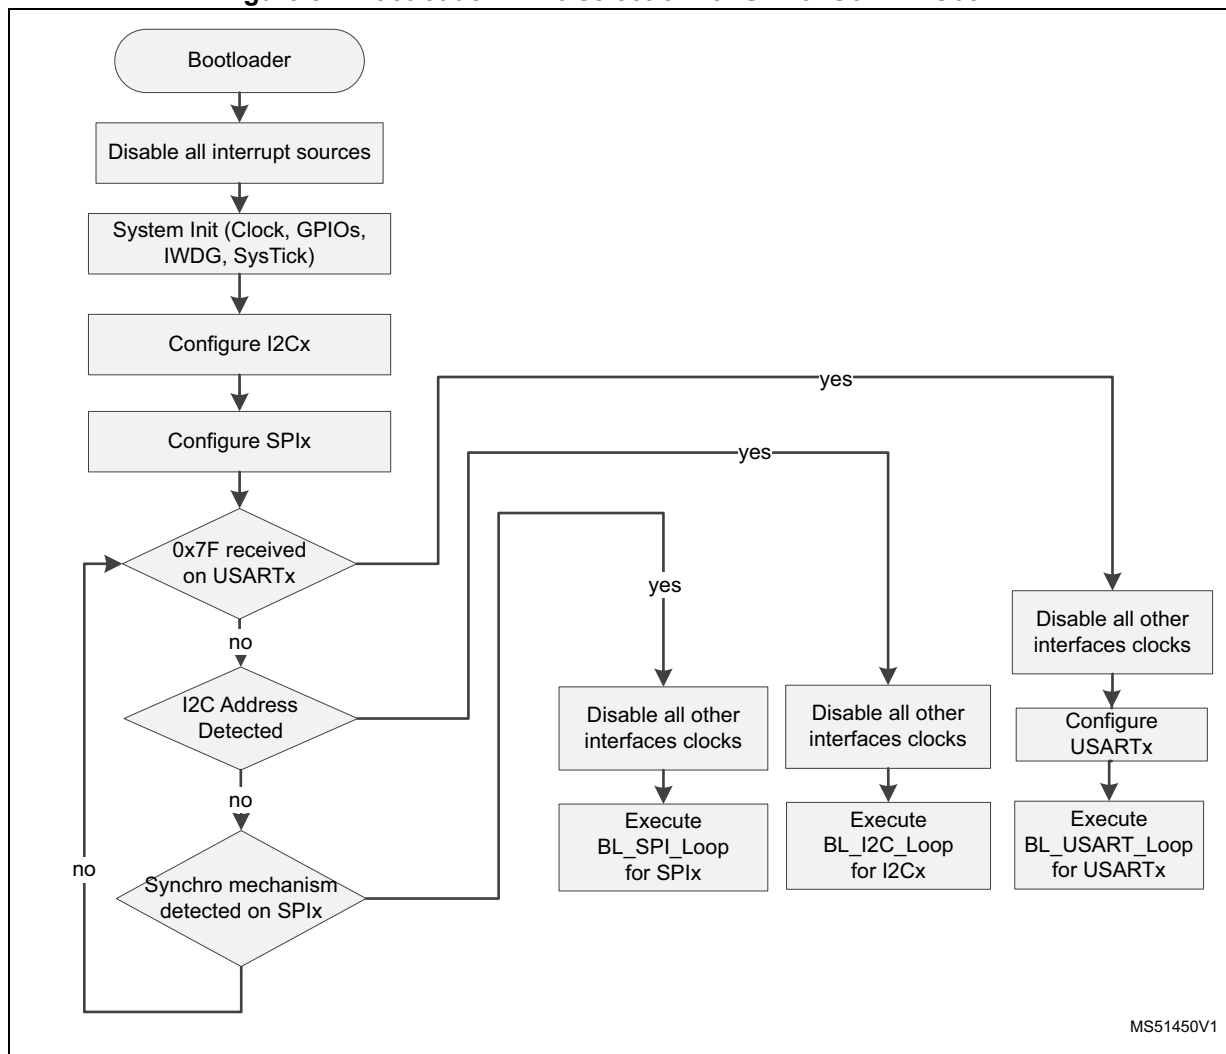 Bootloader
Disable all interrupt sources
System Init (Clock, GPIOs,
IWDG, SysTick)
Configure I2Cx
Configure SPIx
yes
yes
0x7F received
on USARTx
yes
no
Disable all other
interfaces clocks
I2C Address
Detected
Disable all other
interfaces clocks
Disable all other
interfaces clocks
Configure
USARTx
no
Execute
BL_SPI_Loop
for SPIx
Execute
BL_I2C_Loop
for I2Cx
Execute
BL_USART_Loop
for USARTx
no
Synchro mechanism
detected on SPIx
MS51450V1